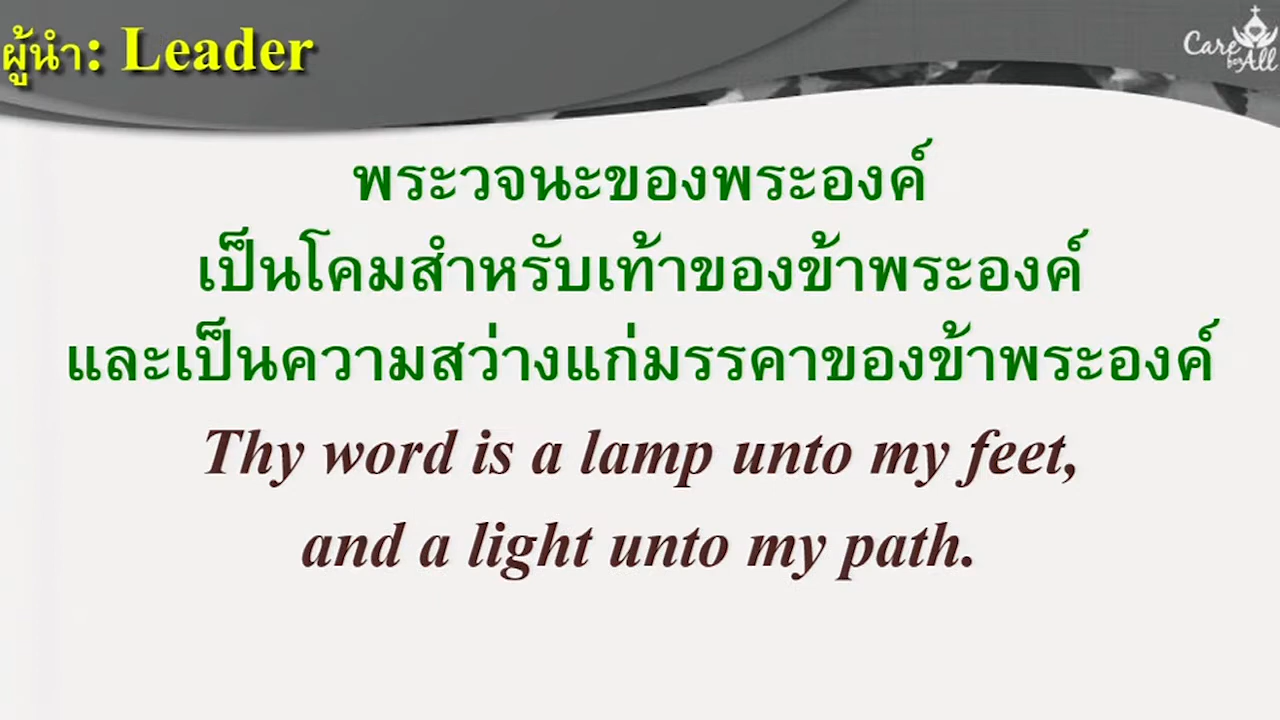 ผู้นำ: Leader
Care
for All
พระวจนะของพระองค์
เป็นโคมสำหรับเท้าของข้าพระองค์
และเป็นความสว่างแก่มรรคาของข้าพระองค์
Thy word is a lamp unto my feet,
and a light unto my path.